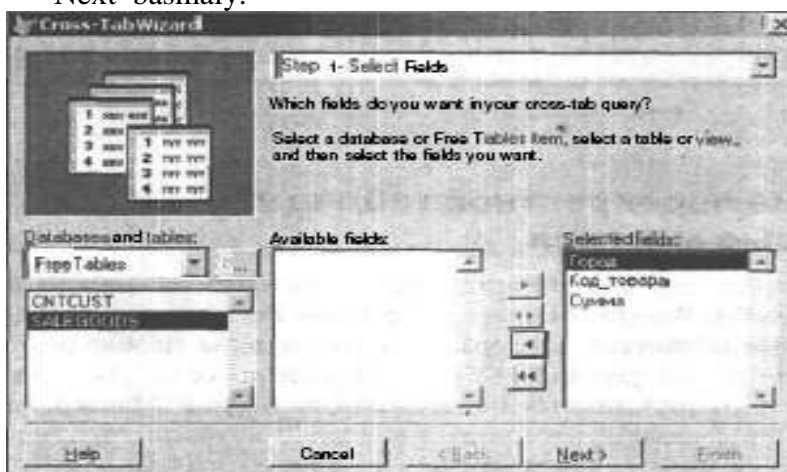 "Next" basmaly.
Cross-Tab Wizard
Step 1- Select Fields
Which fields do you want in your cross-tab query?
Select a database or Free Tables item, select a table or view,
and then select the fields you want.
Databases and tables:
Available fields:
Selected fields:
Free Tables
...
Город
Код_товара
Сумма
CNTCUST
SALEGOODS
Help
Cancel
< Back
Next >
Finish